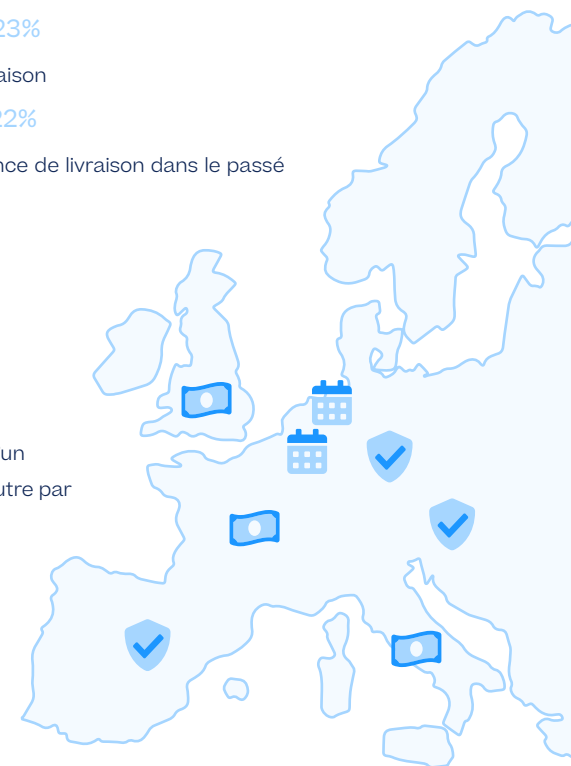 23%
aison
22%
nce de livraison dans le passé
un
utre par